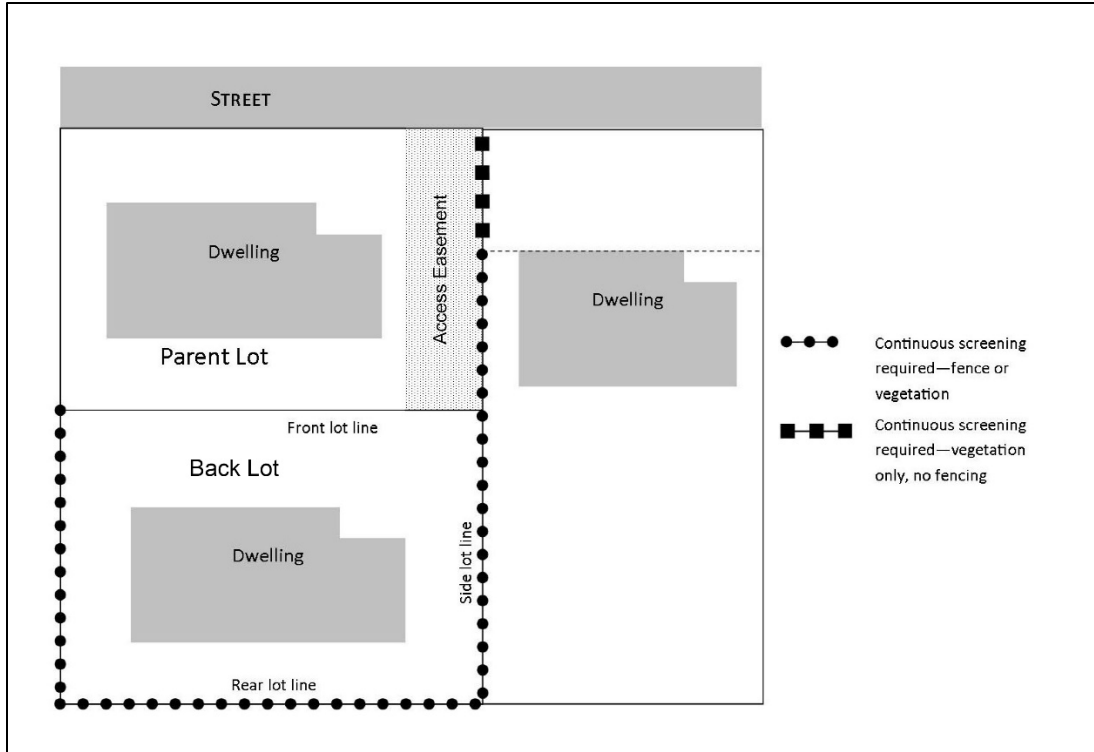 STREET
Access Easement
Dwelling
Dwelling
Parent Lot
Continuous screening
required—fence or
vegetation
Continuous screening
required—vegetation
only, no fencing
Front lot line
Back Lot
Side lot line
Dwelling
Rear lot line